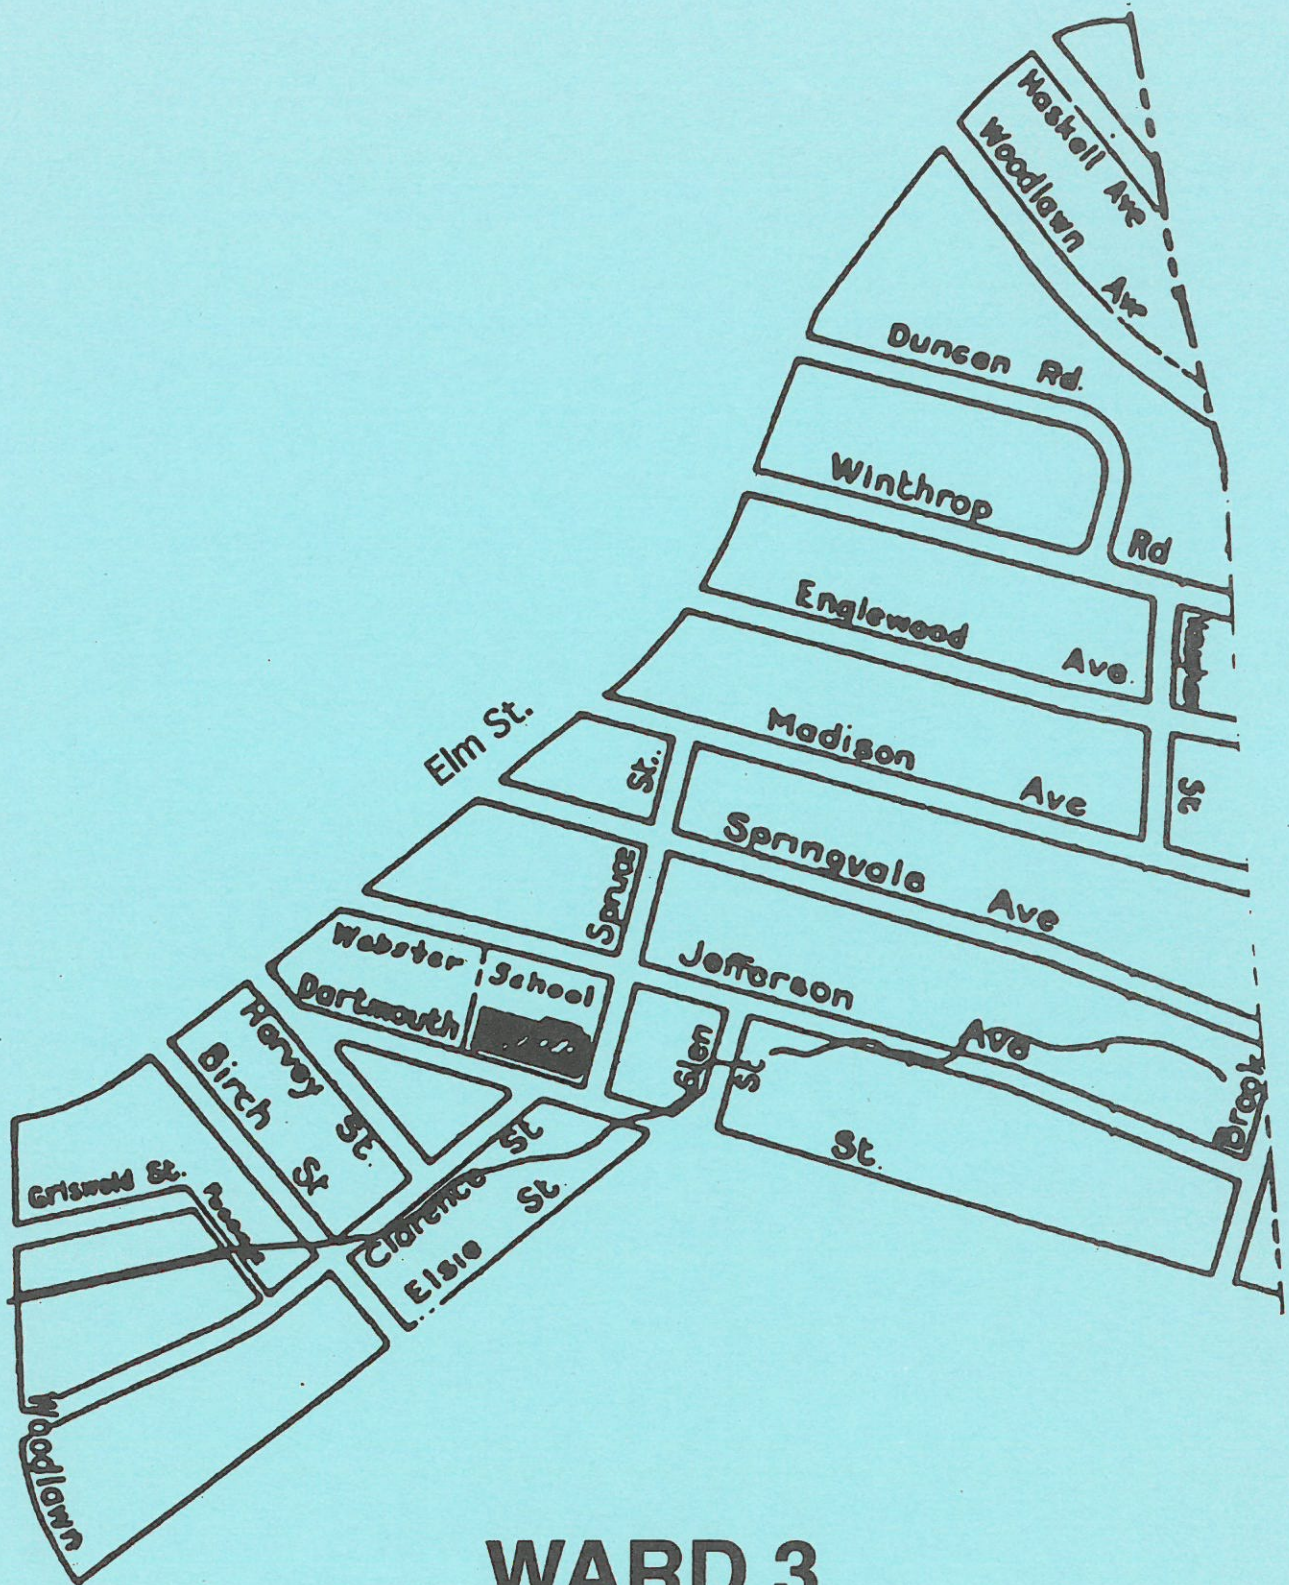 Haskell Ave
Woodlawn Ave
Duncan Rd.
Winthrop
Rd
Englewood Ave.
Elm St.
Madison Ave
St.
St
Springvale Ave
Spruce
Webster School
Jefferson Ave
Dartmouth
Glen St
Harvey St.
Birch St
Brook
St.
Clarence St
Griswold St.
Elsie St
Woodlawn
WARD 3